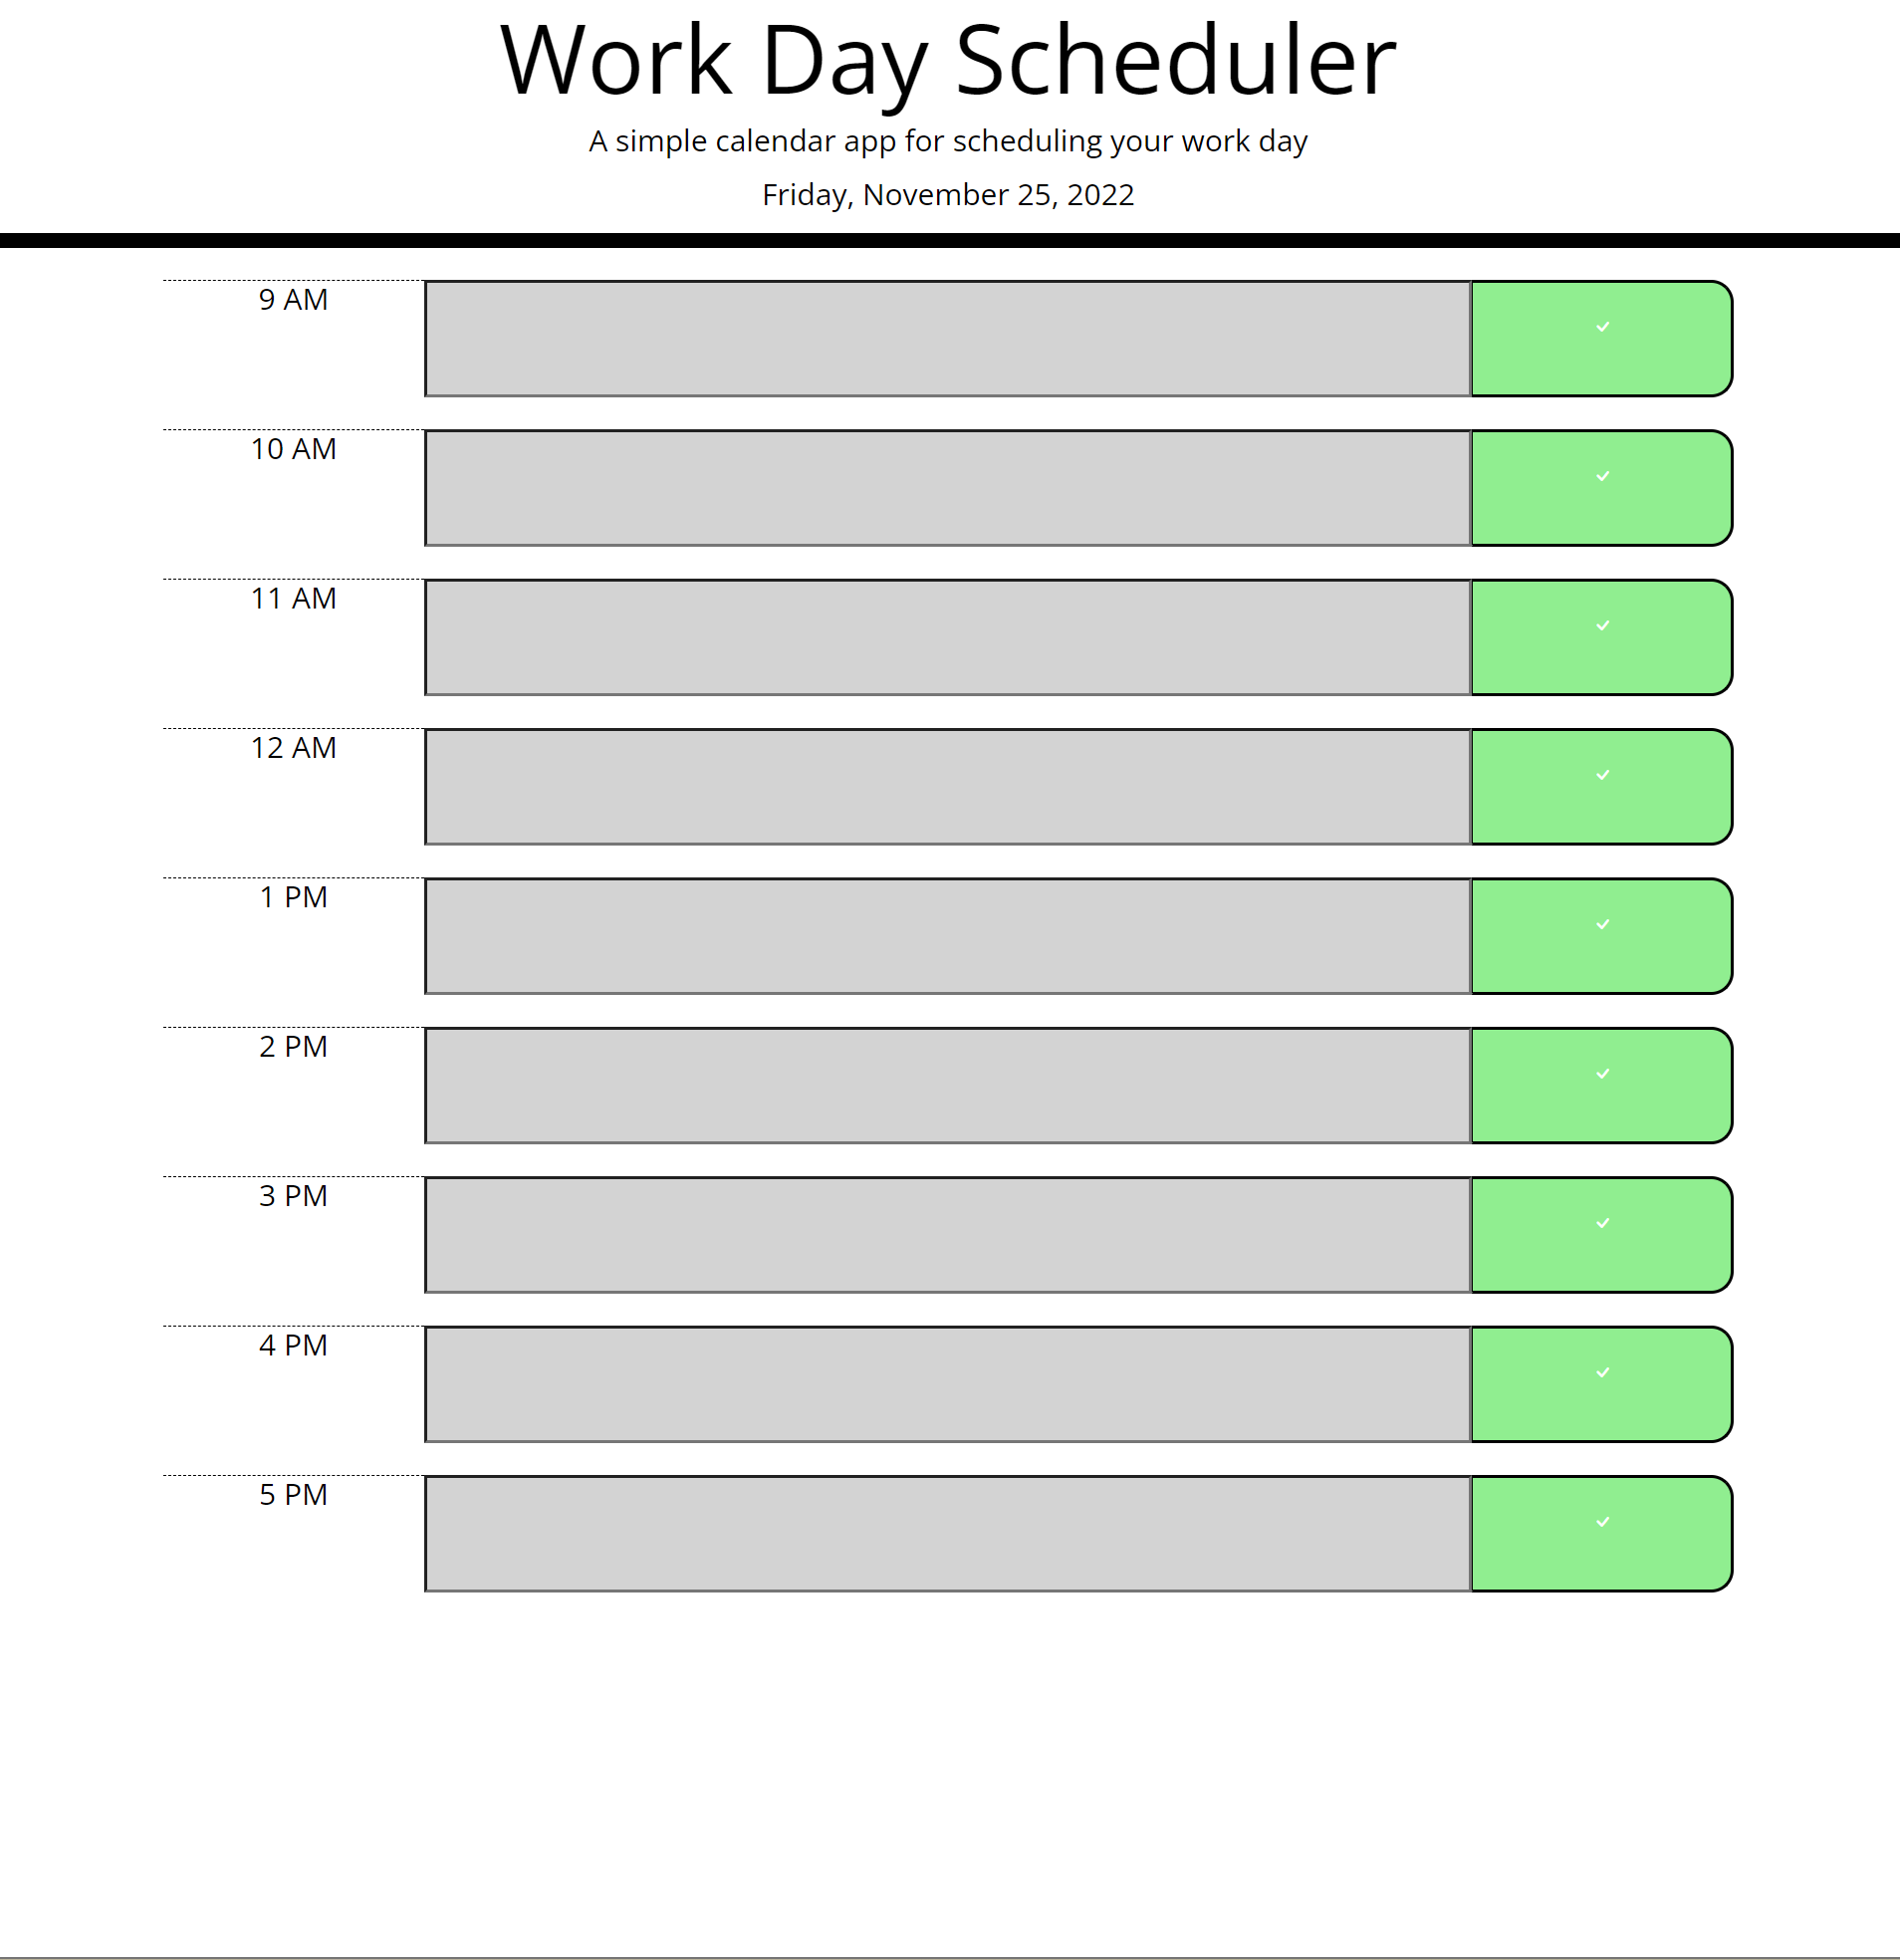 Work Day Scheduler
A simple calendar app for scheduling your work day
Friday, November 25, 2022
9 AM
10 AM
11 AM
12 AM
1 PM
2 PM
3 PM
4 PM
5 PM